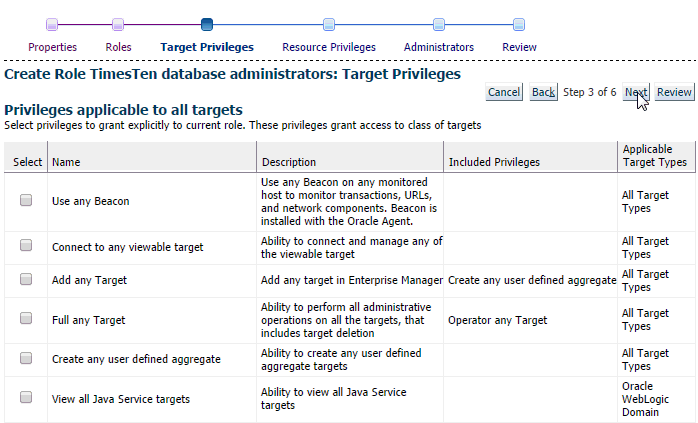 Properties Roles Target Privileges Resource Privileges Administrators Review
Create Role TimesTen database administrators: Target Privileges
Cancel Back Step 3 of 6 Next Review
Privileges applicable to all targets
Select privileges to grant explicitly to current role. These privileges grant access to class of targets
Select Name Description Included Privileges Applicable
Target Types
Use Any Beacon
Use any Beacon on any monitored
host to monitor transactions, URLs,
and network components. Beacon is
installed with the Oracle Agent.
All Target
Types
Connect to any viewable target
Ability to connect and manage any of
the viewable target
All Target
Types
Add any Target
Add any target in Enterprise Manager
Create any user defined aggregate
All Target
Types
Full any Target
Ability to perform all administrative
operations on all the targets, that
includes target deletion
Operator any Target
All Target
Types
Create any user defined aggregate
Ability to create any user defined
aggregate targets
All Target
Types
View all Java Service targets
Ability to view all Java Service
targets
Oracle
WebLogic
Domain